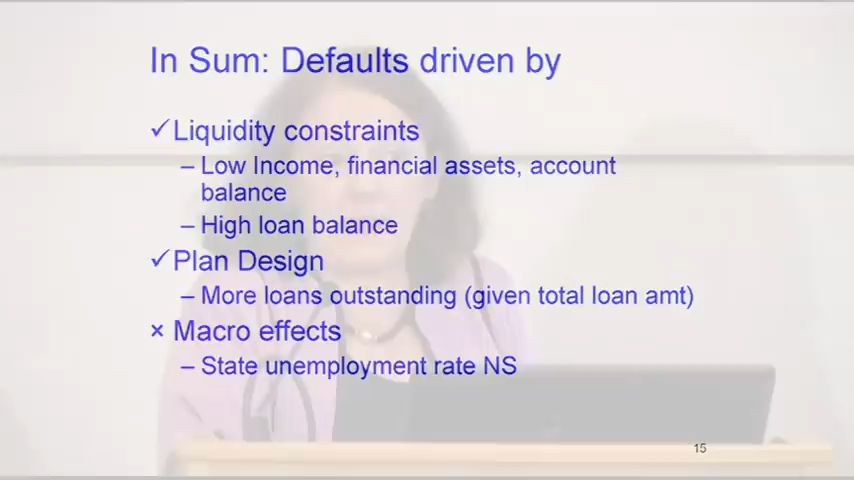 In Sum: Defaults driven by
✓Liquidity constraints
– Low Income, financial assets, account
balance
– High loan balance
✓Plan Design
– More loans outstanding (given total loan amt)
× Macro effects
– State unemployment rate NS
15